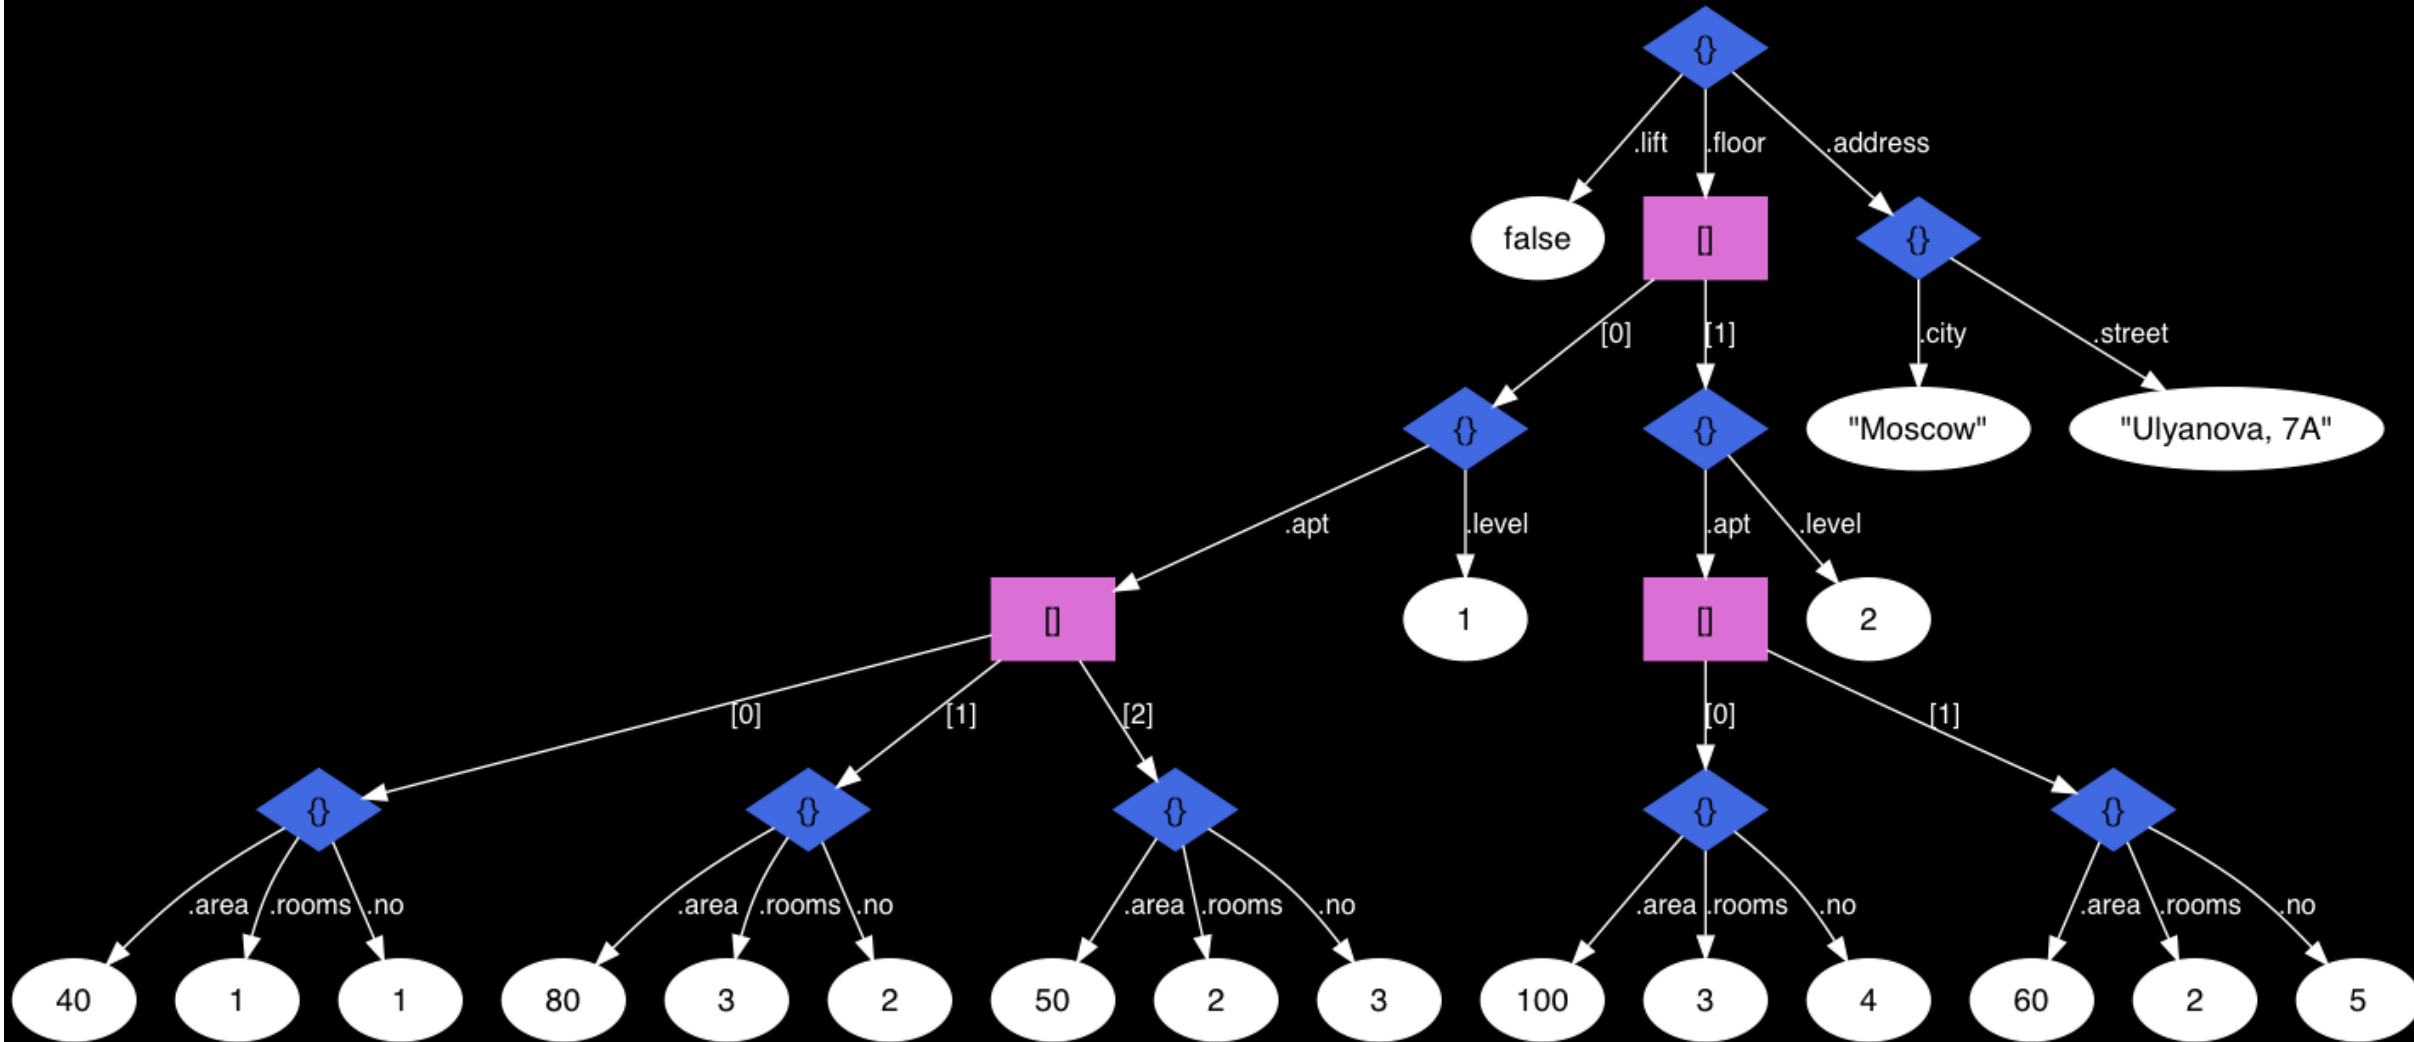 {}
.lift .floor .address
false [] {}
[0] [1] .city .street
{} {} "Moscow" "Ulyanova, 7A"
.apt .level .apt .level
[] 1 [] 2
[0] [1] [2] [0] [1]
{} {} {} {} {}
.area .rooms .no .area .rooms .no .area .rooms .no .area .rooms .no .area .rooms .no
40 1 1 80 3 2 50 2 3 100 3 4 60 2 5